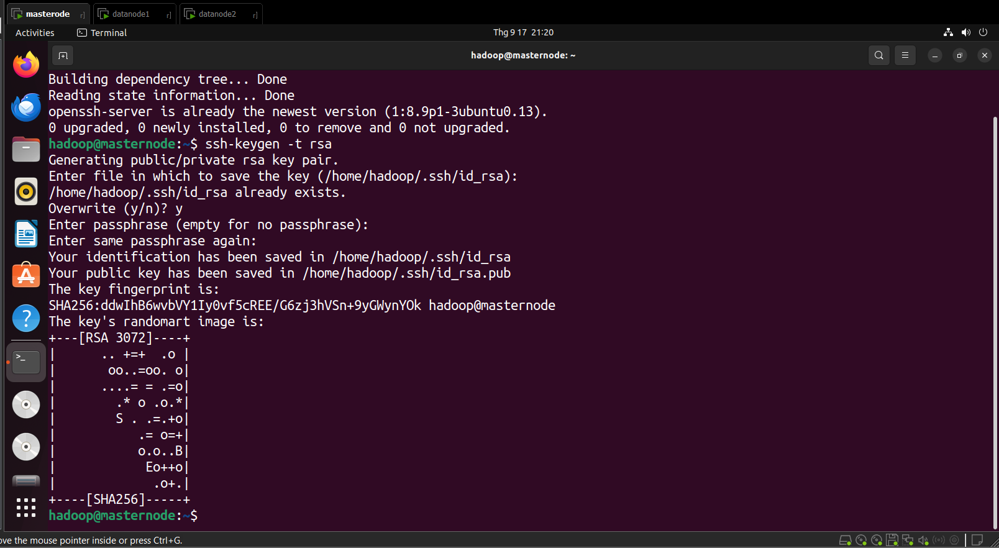 masterode
datanode1
datanode2
Activities
Terminal
Thg 9 17 21:20
hadoop@masternode: ~
Building dependency tree... Done
Reading state information... Done
openssh-server is already the newest version (1:8.9p1-3ubuntu0.13).
0 upgraded, 0 newly installed, 0 to remove and 0 not upgraded.
hadoop@masternode:~$ ssh-keygen -t rsa
Generating public/private rsa key pair.
Enter file in which to save the key (/home/hadoop/.ssh/id_rsa):
/home/hadoop/.ssh/id_rsa already exists.
Overwrite (y/n)? y
Enter passphrase (empty for no passphrase):
Enter same passphrase again:
Your identification has been saved in /home/hadoop/.ssh/id_rsa
Your public key has been saved in /home/hadoop/.ssh/id_rsa.pub
The key fingerprint is:
SHA256:ddwIhB6wvbVY1Iy0vf5cREE/G6zj3hVSn+9yGWynYOk hadoop@masternode
The key's randomart image is:
+---[RSA 3072]----+
|      .. +=+  .o |
|       oo..=oo. o|
|      ....= = .=o|
|        .* o .o.*|
|        S . .=.+o|
|           .= o=+|
|           o.o..B|
|            Eo++o|
|             .o+.|
+----[SHA256]-----+
hadoop@masternode:~$
ove the mouse pointer inside or press Ctrl+G.